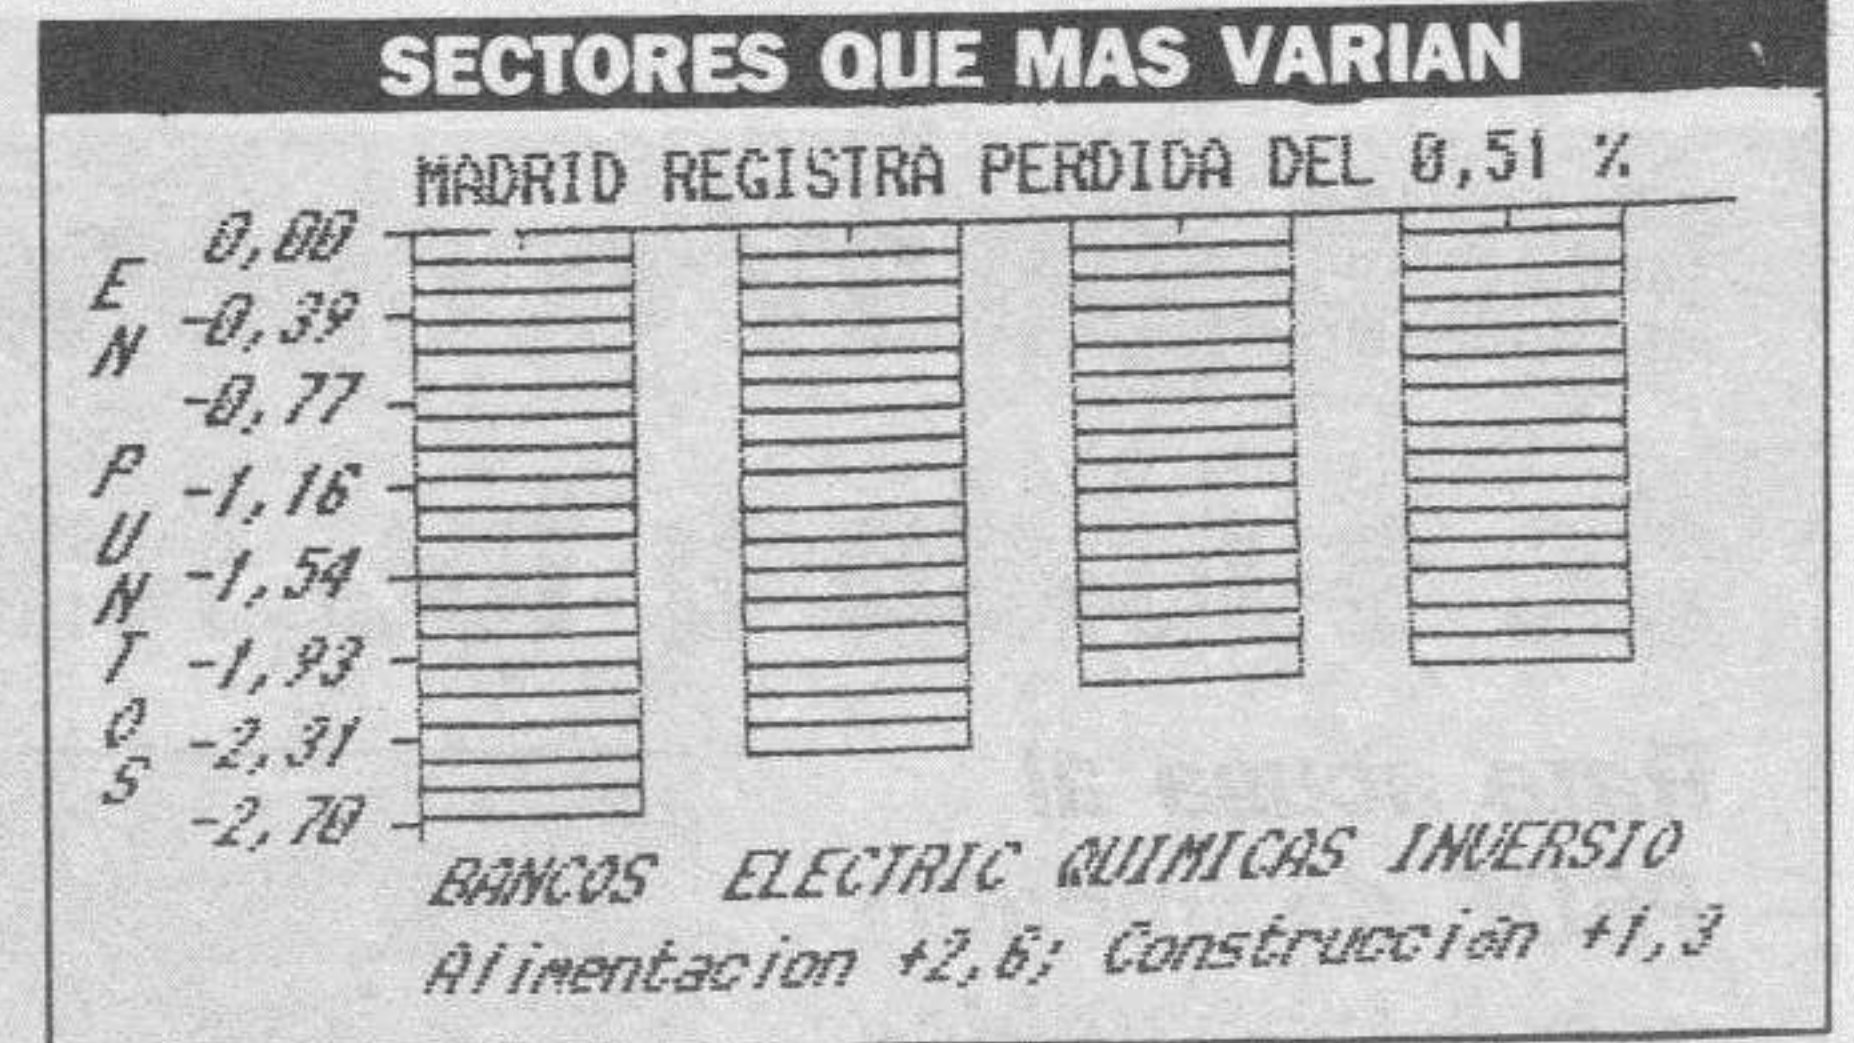 SECTORES QUE MAS VARIAN
MADRID REGISTRA PERDIDA DEL 0,51 %
EN PUNTOS
0,00
-0,39
-0,77
-1,16
-1,54
-1,93
-2,31
-2,70
BANCOS ELECTRIC QUIMICAS INVERSIO
Alimentacion +2,6; Construcción +1,3